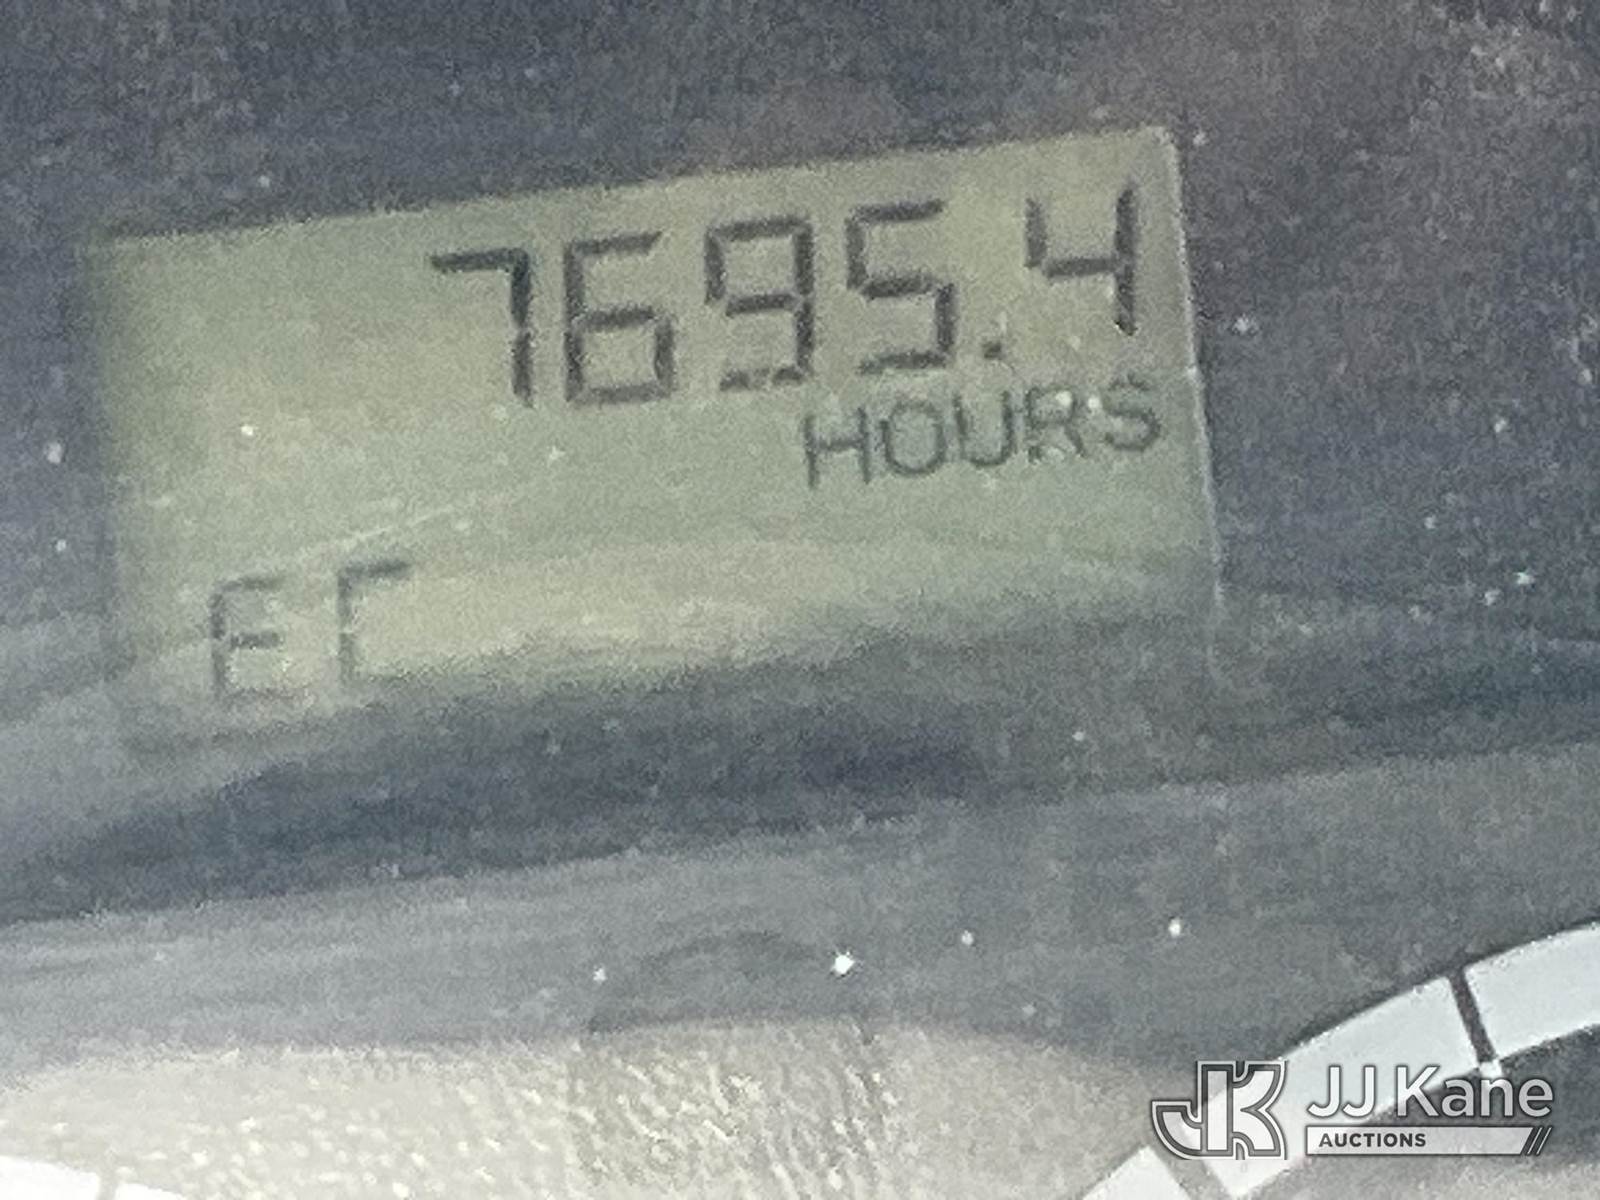 7695.4
HOURS
EC
JJ Kane
AUCTIONS